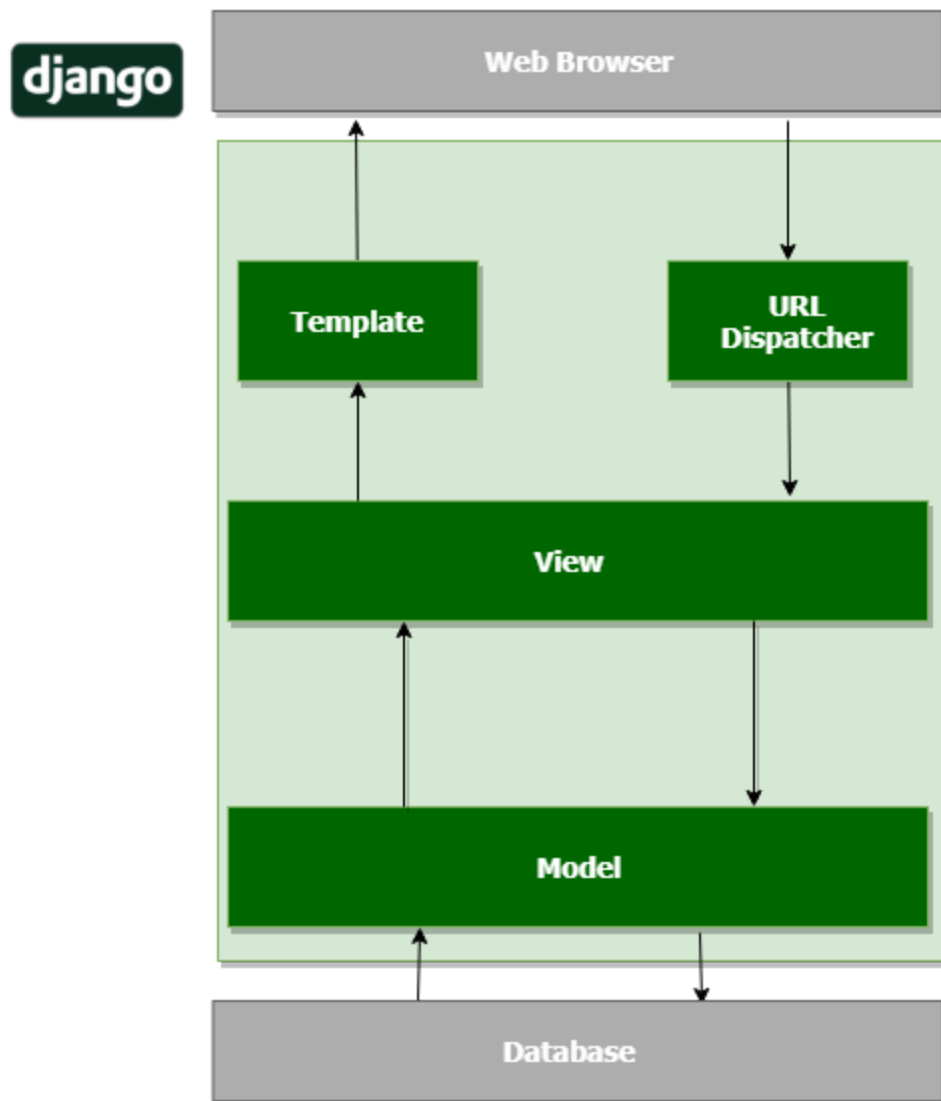 django
Web Browser
Template
URL
Dispatcher
View
Model
Database